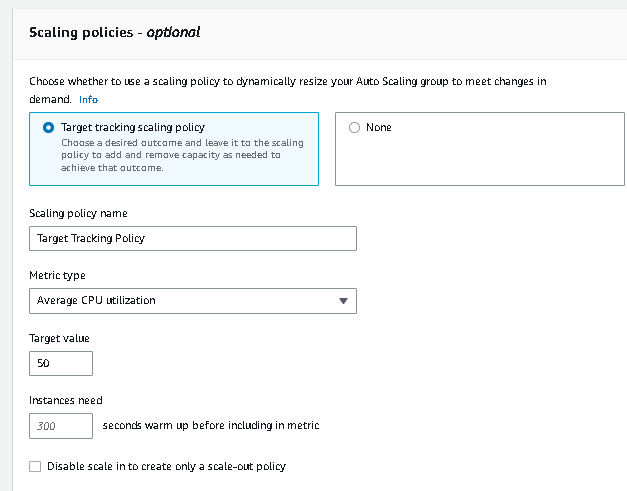 Scaling policies - optional
Choose whether to use a scaling policy to dynamically resize your Auto Scaling group to meet changes in
demand. Info
Target tracking scaling policy
Choose a desired outcome and leave it to the scaling
policy to add and remove capacity as needed to
achieve that outcome.
None
Scaling policy name
Target Tracking Policy
Metric type
Average CPU utilization
Target value
50
Instances need
300 seconds warm up before including in metric
Disable scale in to create only a scale-out policy